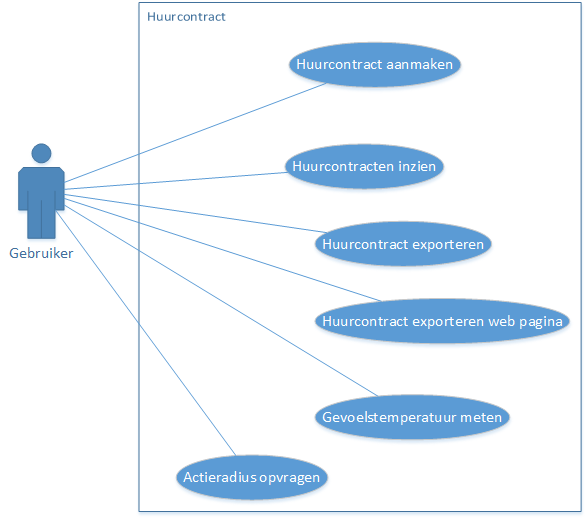 Huurcontract
Huurcontract aanmaken
Huurcontracten inzien
Huurcontract exporteren
Gebruiker
Huurcontract exporteren web pagina
Gevoelstemperatuur meten
Actieradius opvragen